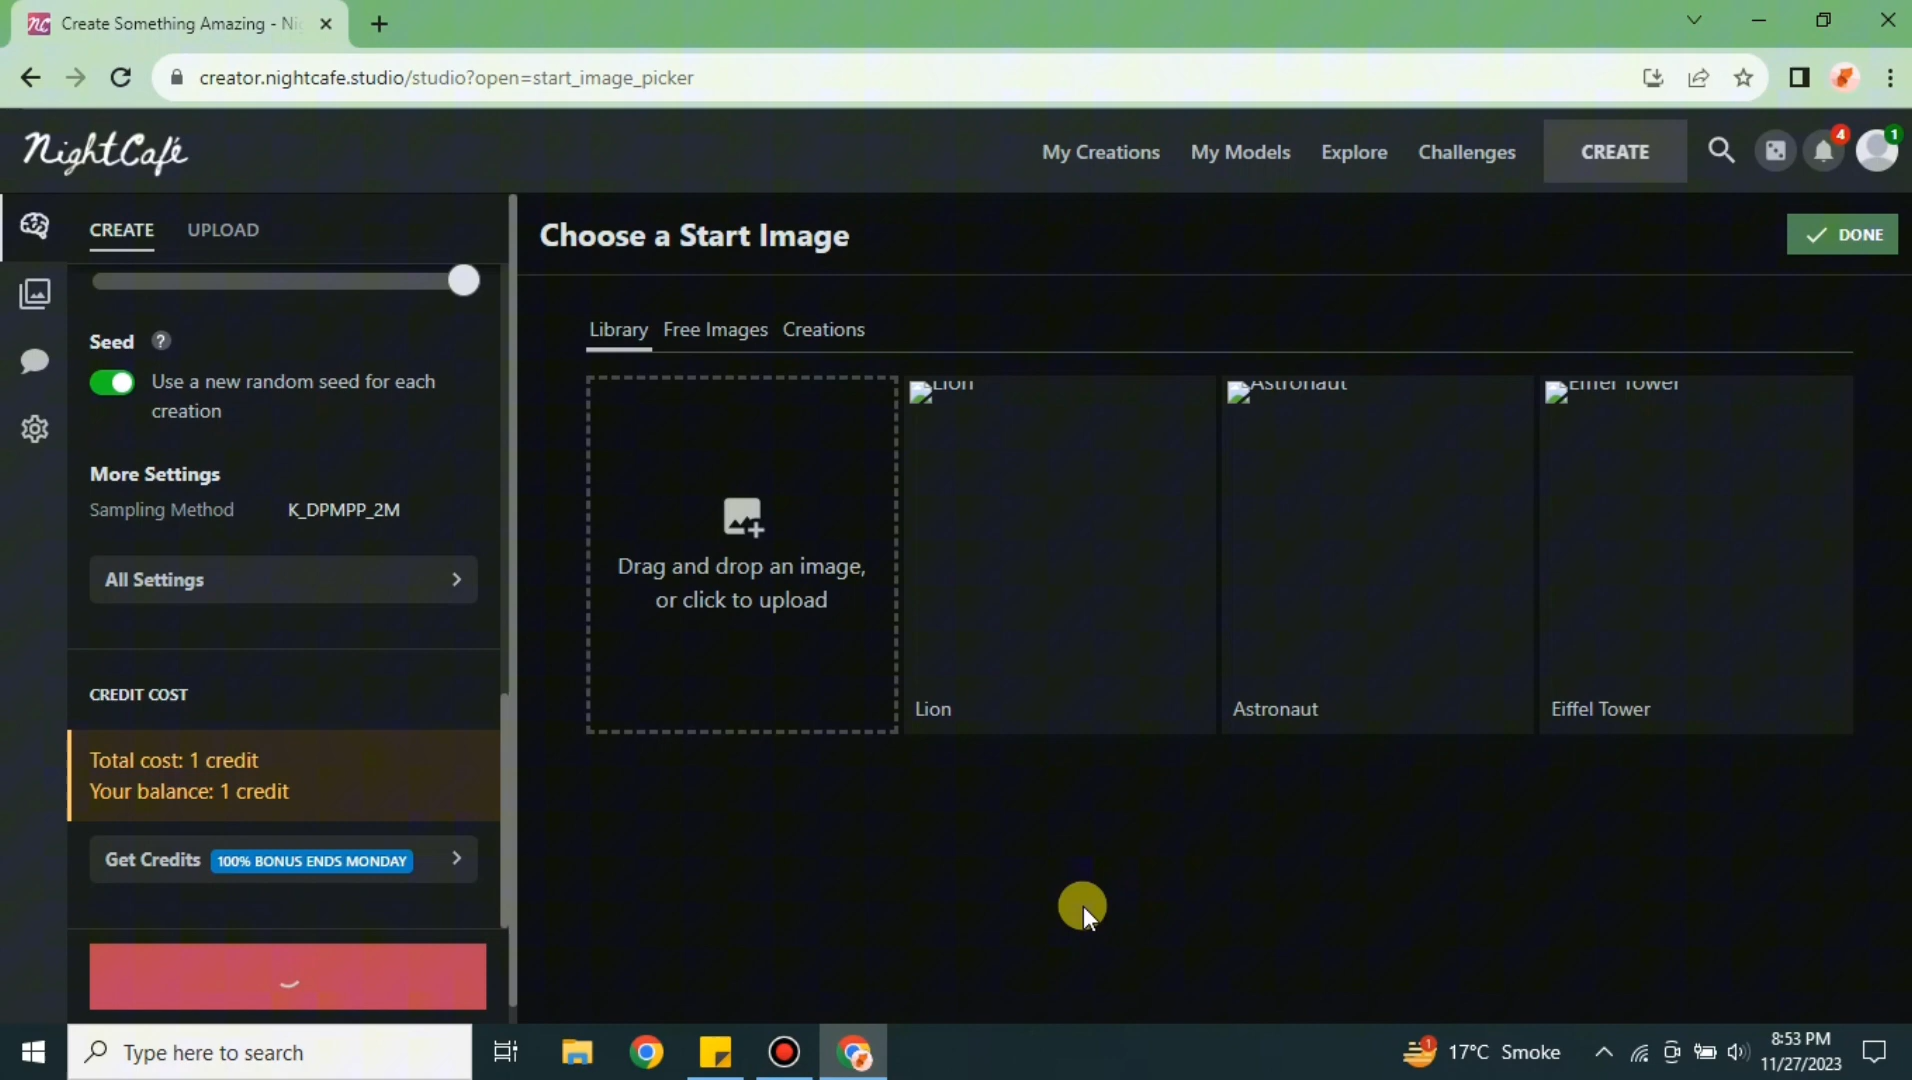 Create Something Amazing - Ni
creator.nightcafe.studio/studio?open=start_image_picker
NightCafé
My Creations
My Models
Explore
Challenges
CREATE
4
1
CREATE
UPLOAD
Choose a Start Image
DONE
Seed ?
Use a new random seed for each
creation
More Settings
Sampling Method K_DPMPP_2M
All Settings
CREDIT COST
Total cost: 1 credit
Your balance: 1 credit
Get Credits 100% BONUS ENDS MONDAY
Library Free Images Creations
Drag and drop an image,
or click to upload
Lion
Astronaut
Eiffel Tower
Lion
Astronaut
Eiffel Tower
Type here to search
1
17°C Smoke
8:53 PM
11/27/2023